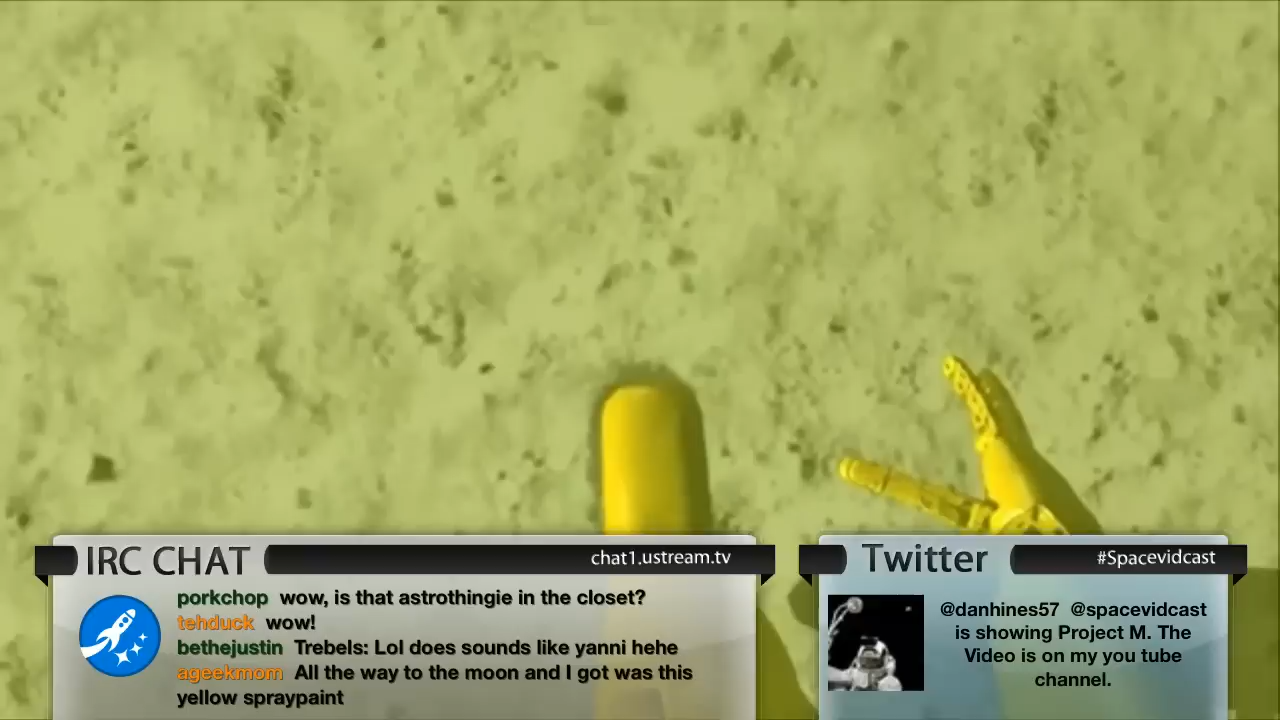 IRC CHAT
chat1.ustream.tv
porkchop wow, is that astrothingie in the closet?
tehduck wow!
bethejustin Trebels: Lol does sounds like yanni hehe
ageekmom All the way to the moon and I got was this
yellow spraypaint
Twitter
#Spacevidcast
@danhines57 @spacevidcast
is showing Project M. The
Video is on my you tube
channel.